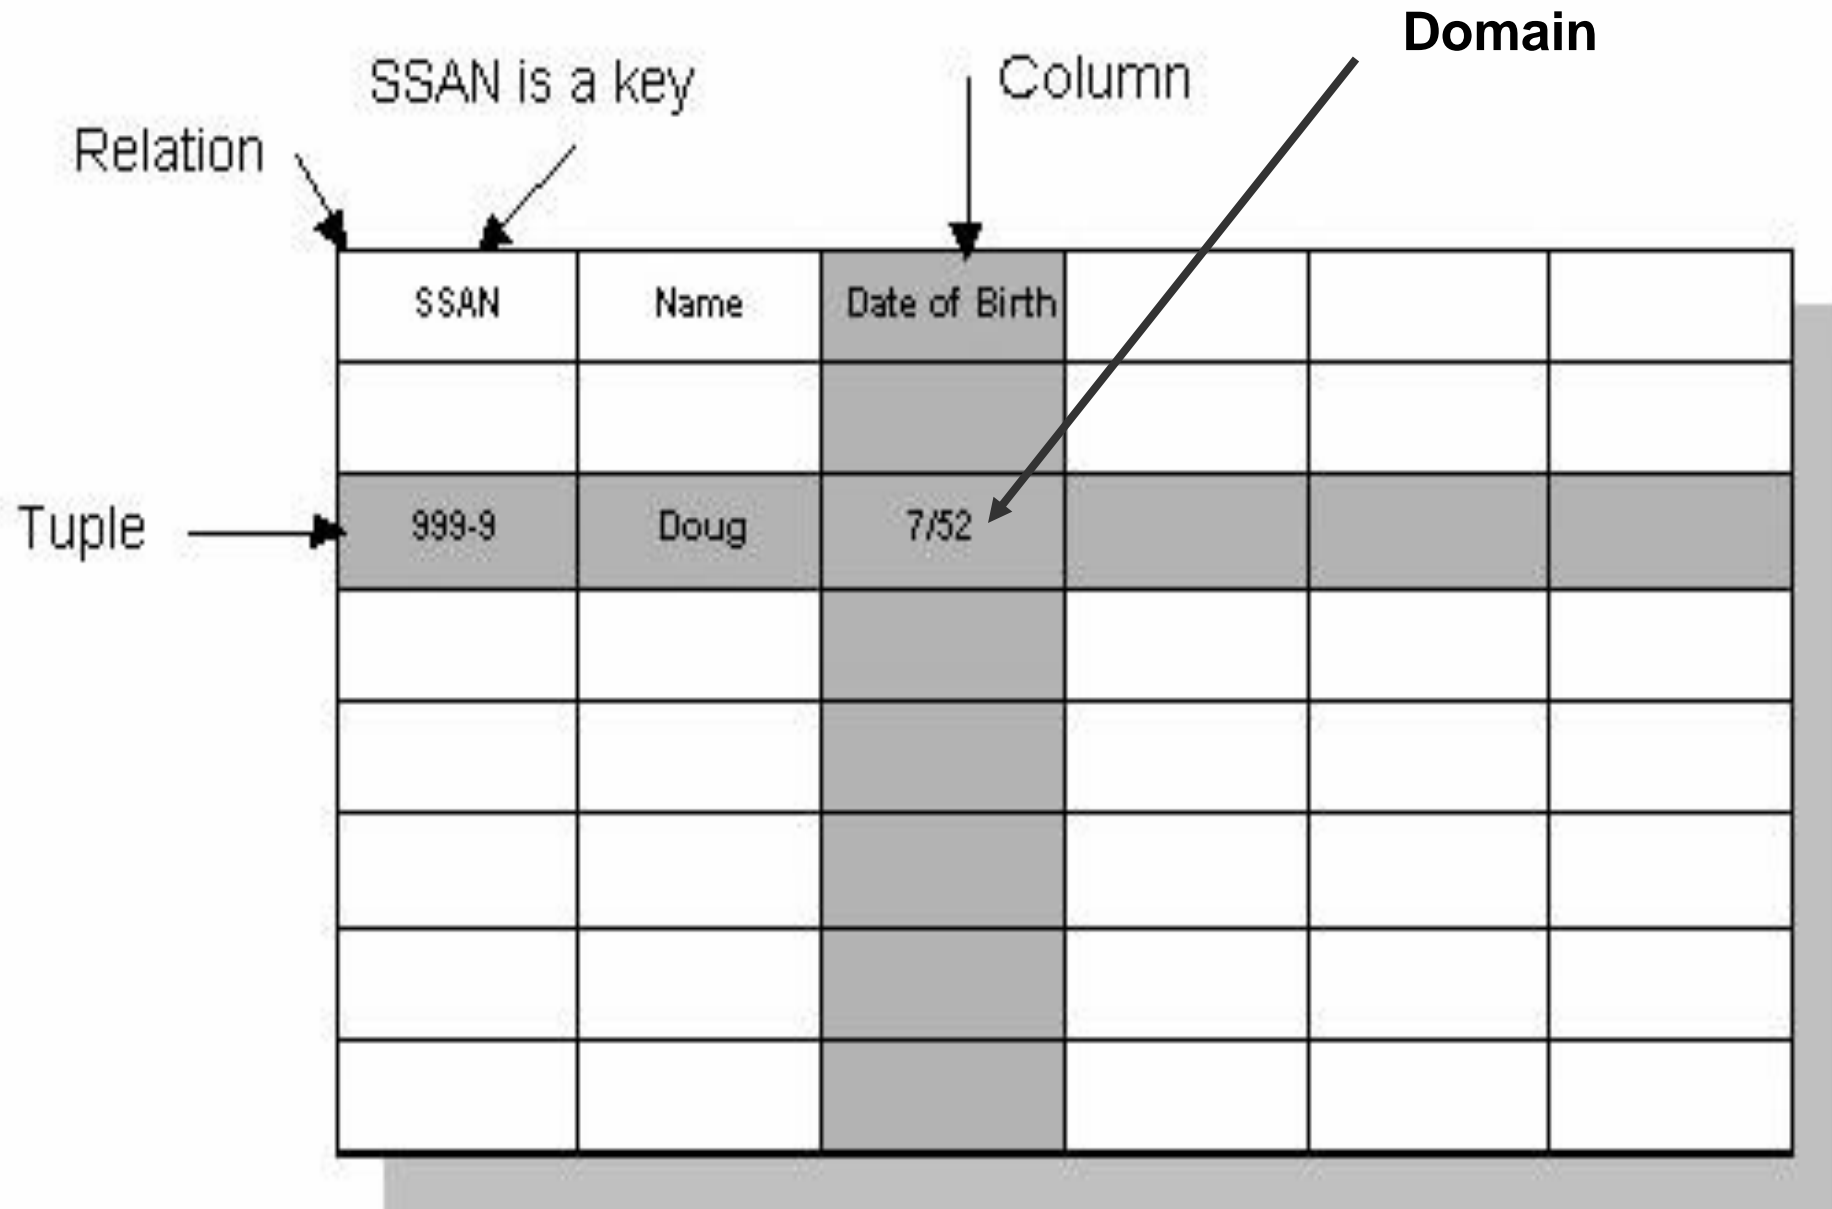 Domain
SSAN is a key
Column
Relation
SSAN Name Date of Birth
Tuple
999-9 Doug 7/52